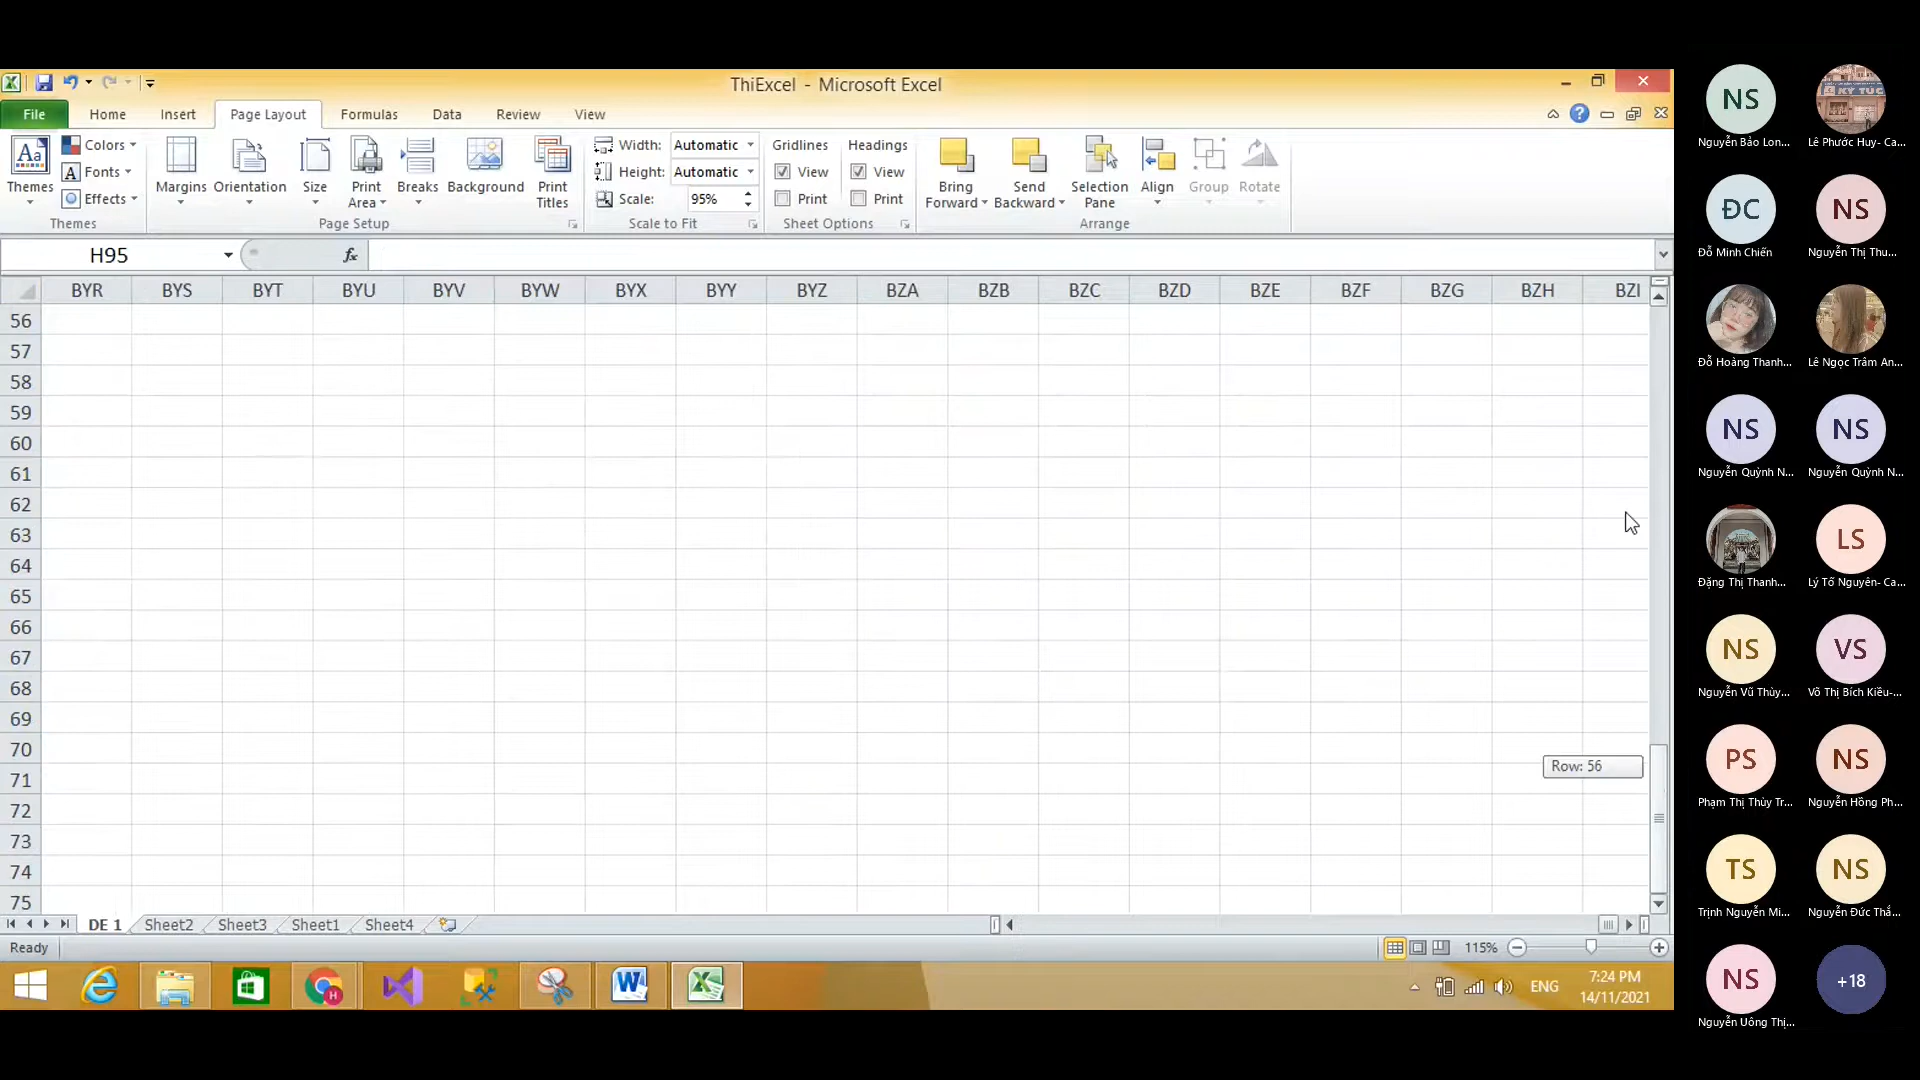 ThiExcel - Microsoft Excel
File Home Insert Page Layout Formulas Data Review View
Themes
Colors
Fonts
Effects
Themes
Margins
Orientation
Size
Print Area
Breaks
Background
Print Titles
Page Setup
Width: Automatic
Height: Automatic
Scale: 95%
Scale to Fit
Gridlines
View
Print
Headings
View
Print
Sheet Options
Bring Forward
Send Backward
Selection Pane
Align
Group
Rotate
Arrange
H95
fx
BYR BYS BYT BYU BYV BYW BYX BYY BYZ BZA BZB BZC BZD BZE BZF BZG BZH BZI
56
57
58
59
60
61
62
63
64
65
66
67
68
69
70
71
72
73
74
75
Row: 56
DE 1 Sheet2 Sheet3 Sheet1 Sheet4
Ready
115%
ENG
7:24 PM
14/11/2021
NS
Nguyễn Bảo Lon...
KÝ TÚC
Lê Phước Huy- Ca...
ĐC
Đỗ Minh Chiến
NS
Nguyễn Thị Thu...
Đỗ Hoàng Thanh...
Lê Ngọc Trâm An...
NS
Nguyễn Quỳnh N...
NS
Nguyễn Quỳnh N...
Đặng Thị Thanh...
LS
Lý Tố Nguyên- Ca...
NS
Nguyễn Vũ Thùy...
VS
Võ Thị Bích Kiều-...
PS
Phạm Thị Thùy Tr...
NS
Nguyễn Hồng Ph...
TS
Trịnh Nguyễn Mi...
NS
Nguyễn Đức Thắ...
NS
Nguyễn Uông Thị...
+18